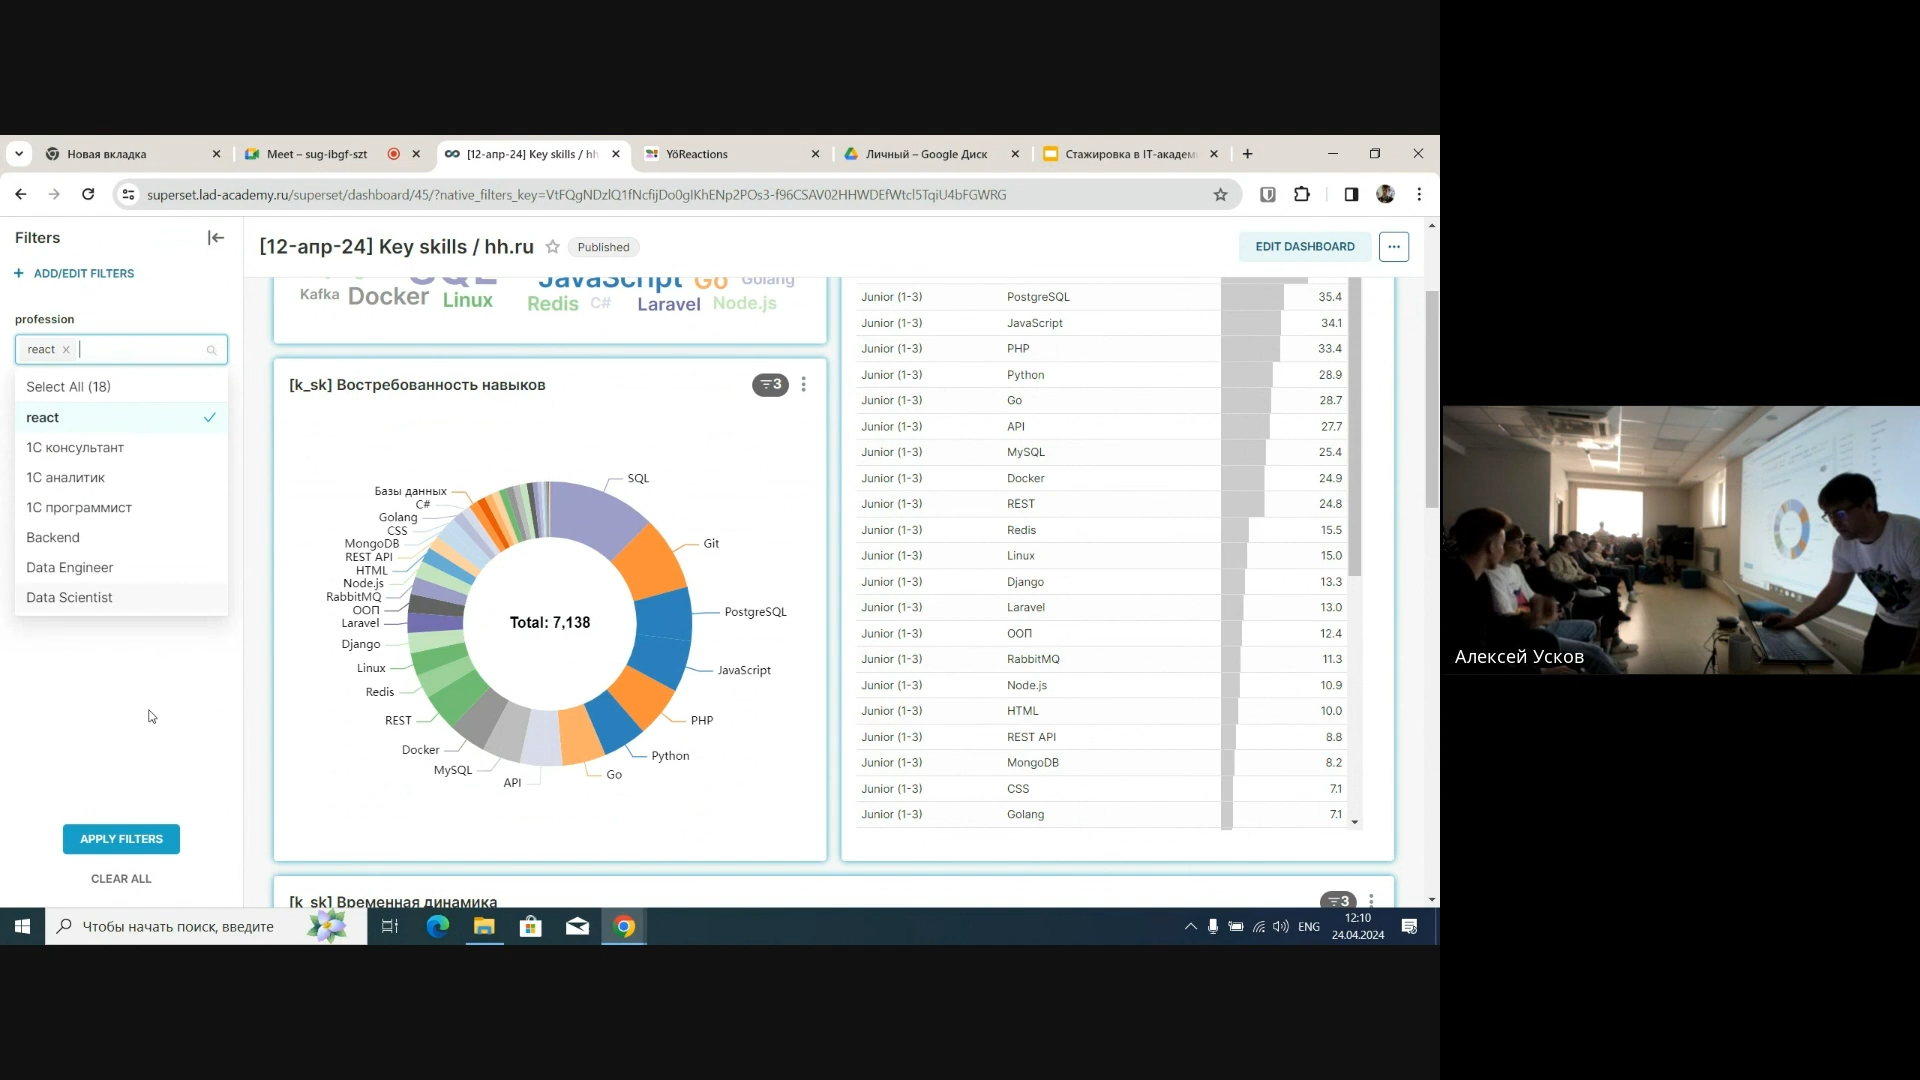 Новая вкладка
Meet – sug-ibgf-szt
[12-апр-24] Key skills / hh
YöReactions
Личный – Google Диск
Стажировка в IT-академ
superset.lad-academy.ru/superset/dashboard/45/?native_filters_key=VtFQgNDzlQ1fNcfijDo0gIKhENp2POs3-f96CSAV02HHWDEfWtcl5TqiU4bFGWRG
Filters
+ ADD/EDIT FILTERS
profession
react
Select All (18)
react
1С консультант
1С аналитик
1С программист
Backend
Data Engineer
Data Scientist
APPLY FILTERS
CLEAR ALL
[12-апр-24] Key skills / hh.ru
Published
EDIT DASHBOARD
SQL JavaScript Go Golang
Kafka Docker Linux Redis C# Laravel Node.js
[k_sk] Востребованность навыков
3
SQL
Git
PostgreSQL
JavaScript
PHP
Python
Go
API
MySQL
Docker
REST
Redis
Linux
Django
Laravel
ООП
RabbitMQ
Node.js
HTML
REST API
MongoDB
CSS
Golang
C#
Базы данных
Total: 7,138
Junior (1-3) PostgreSQL 35.4
Junior (1-3) JavaScript 34.1
Junior (1-3) PHP 33.4
Junior (1-3) Python 28.9
Junior (1-3) Go 28.7
Junior (1-3) API 27.7
Junior (1-3) MySQL 25.4
Junior (1-3) Docker 24.9
Junior (1-3) REST 24.8
Junior (1-3) Redis 15.5
Junior (1-3) Linux 15.0
Junior (1-3) Django 13.3
Junior (1-3) Laravel 13.0
Junior (1-3) ООП 12.4
Junior (1-3) RabbitMQ 11.3
Junior (1-3) Node.js 10.9
Junior (1-3) HTML 10.0
Junior (1-3) REST API 8.8
Junior (1-3) MongoDB 8.2
Junior (1-3) CSS 7.1
Junior (1-3) Golang 7.1
[k_sk] Временная динамика
3
Чтобы начать поиск, введите
ENG
12:10
24.04.2024
Алексей Усков